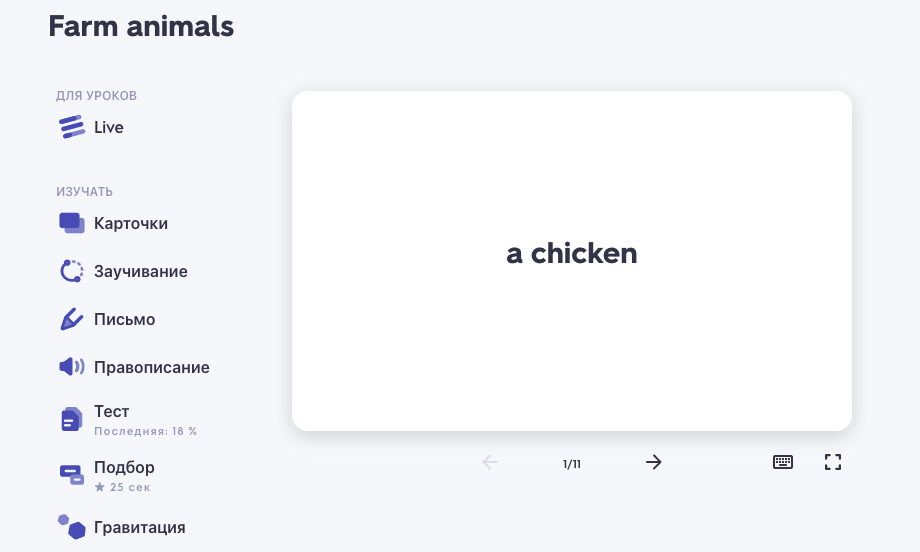 Farm animals
ДЛЯ УРОКОВ
Live
ИЗУЧАТЬ
Карточки
Заучивание
Письмо
Правописание
Тест
Последняя: 18 %
Подбор
25 сек
Гравитация
a chicken
1/11